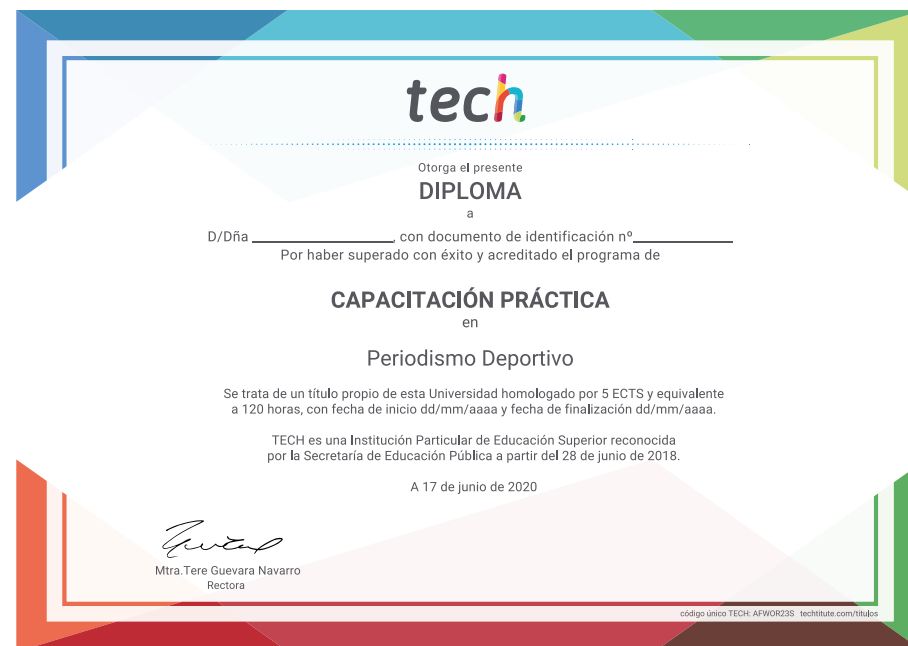 tech
Otorga el presente
DIPLOMA
a
D/Dña ________________, con documento de identificación nº____________
Por haber superado con éxito y acreditado el programa de
CAPACITACIÓN PRÁCTICA
en
Periodismo Deportivo
Se trata de un título propio de esta Universidad homologado por 5 ECTS y equivalente
a 120 horas, con fecha de inicio dd/mm/aaaa y fecha de finalización dd/mm/aaaa.
TECH es una Institución Particular de Educación Superior reconocida
por la Secretaría de Educación Pública a partir del 28 de junio de 2018.
A 17 de junio de 2020
Mtra.Tere Guevara Navarro
Rectora
código único TECH: AFWOR23S techtitute.com/titulos